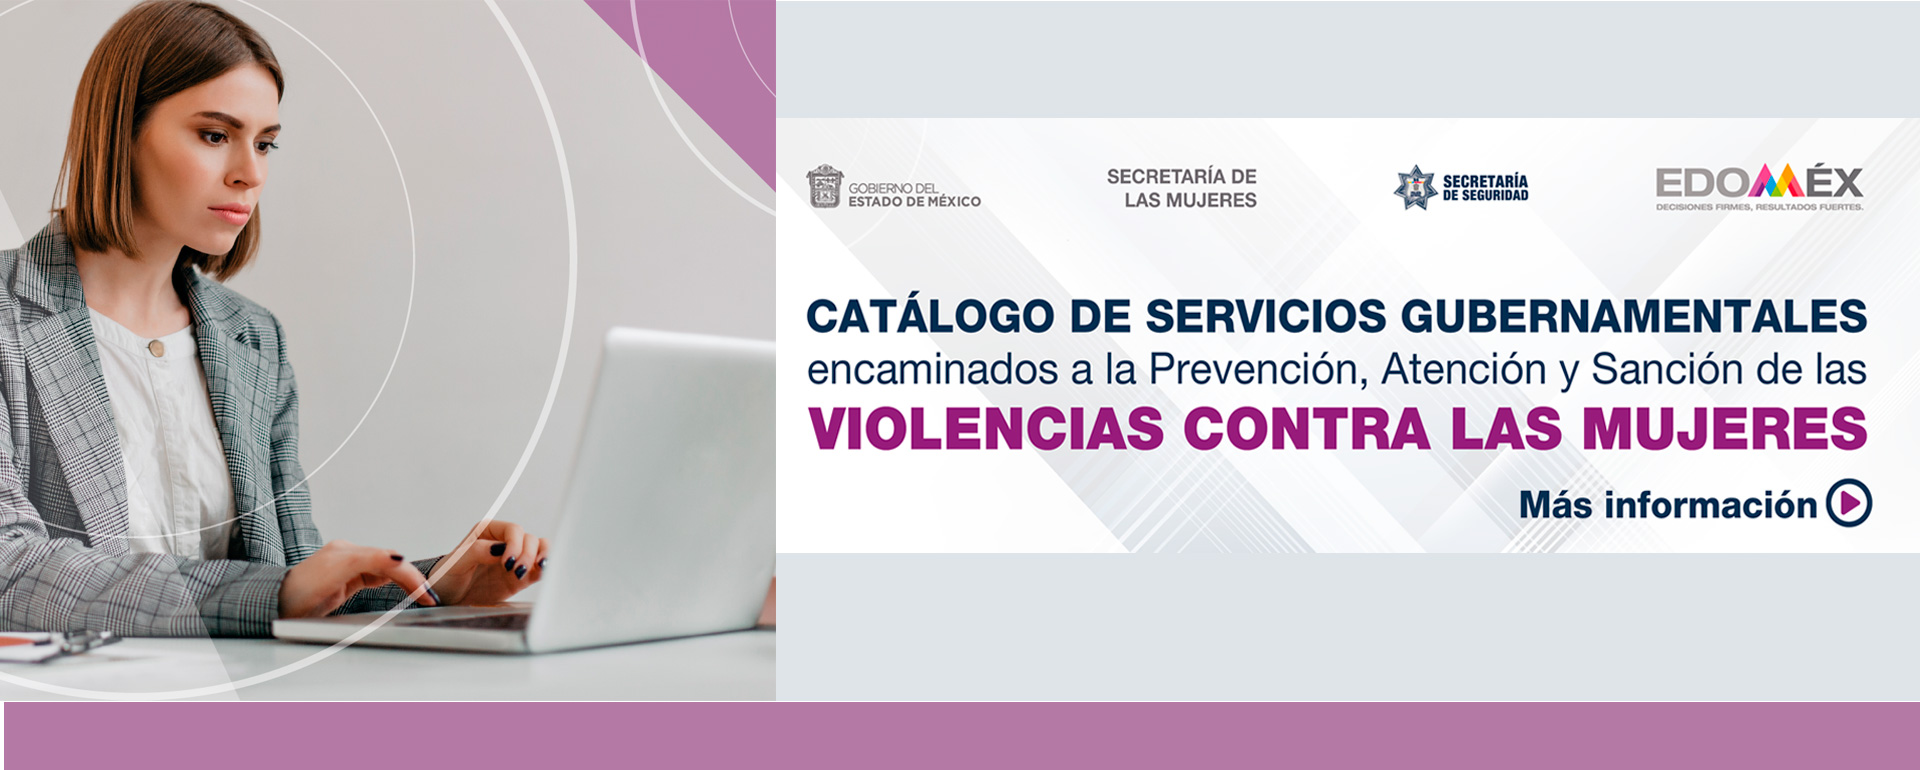 GOBIERNO DEL
ESTADO DE MÉXICO
SECRETARÍA DE
LAS MUJERES
SECRETARÍA
DE SEGURIDAD
EDOMÉX
DECISIONES FIRMES, RESULTADOS FUERTES.
CATÁLOGO DE SERVICIOS GUBERNAMENTALES
encaminados a la Prevención, Atención y Sanción de las
VIOLENCIAS CONTRA LAS MUJERES
Más información